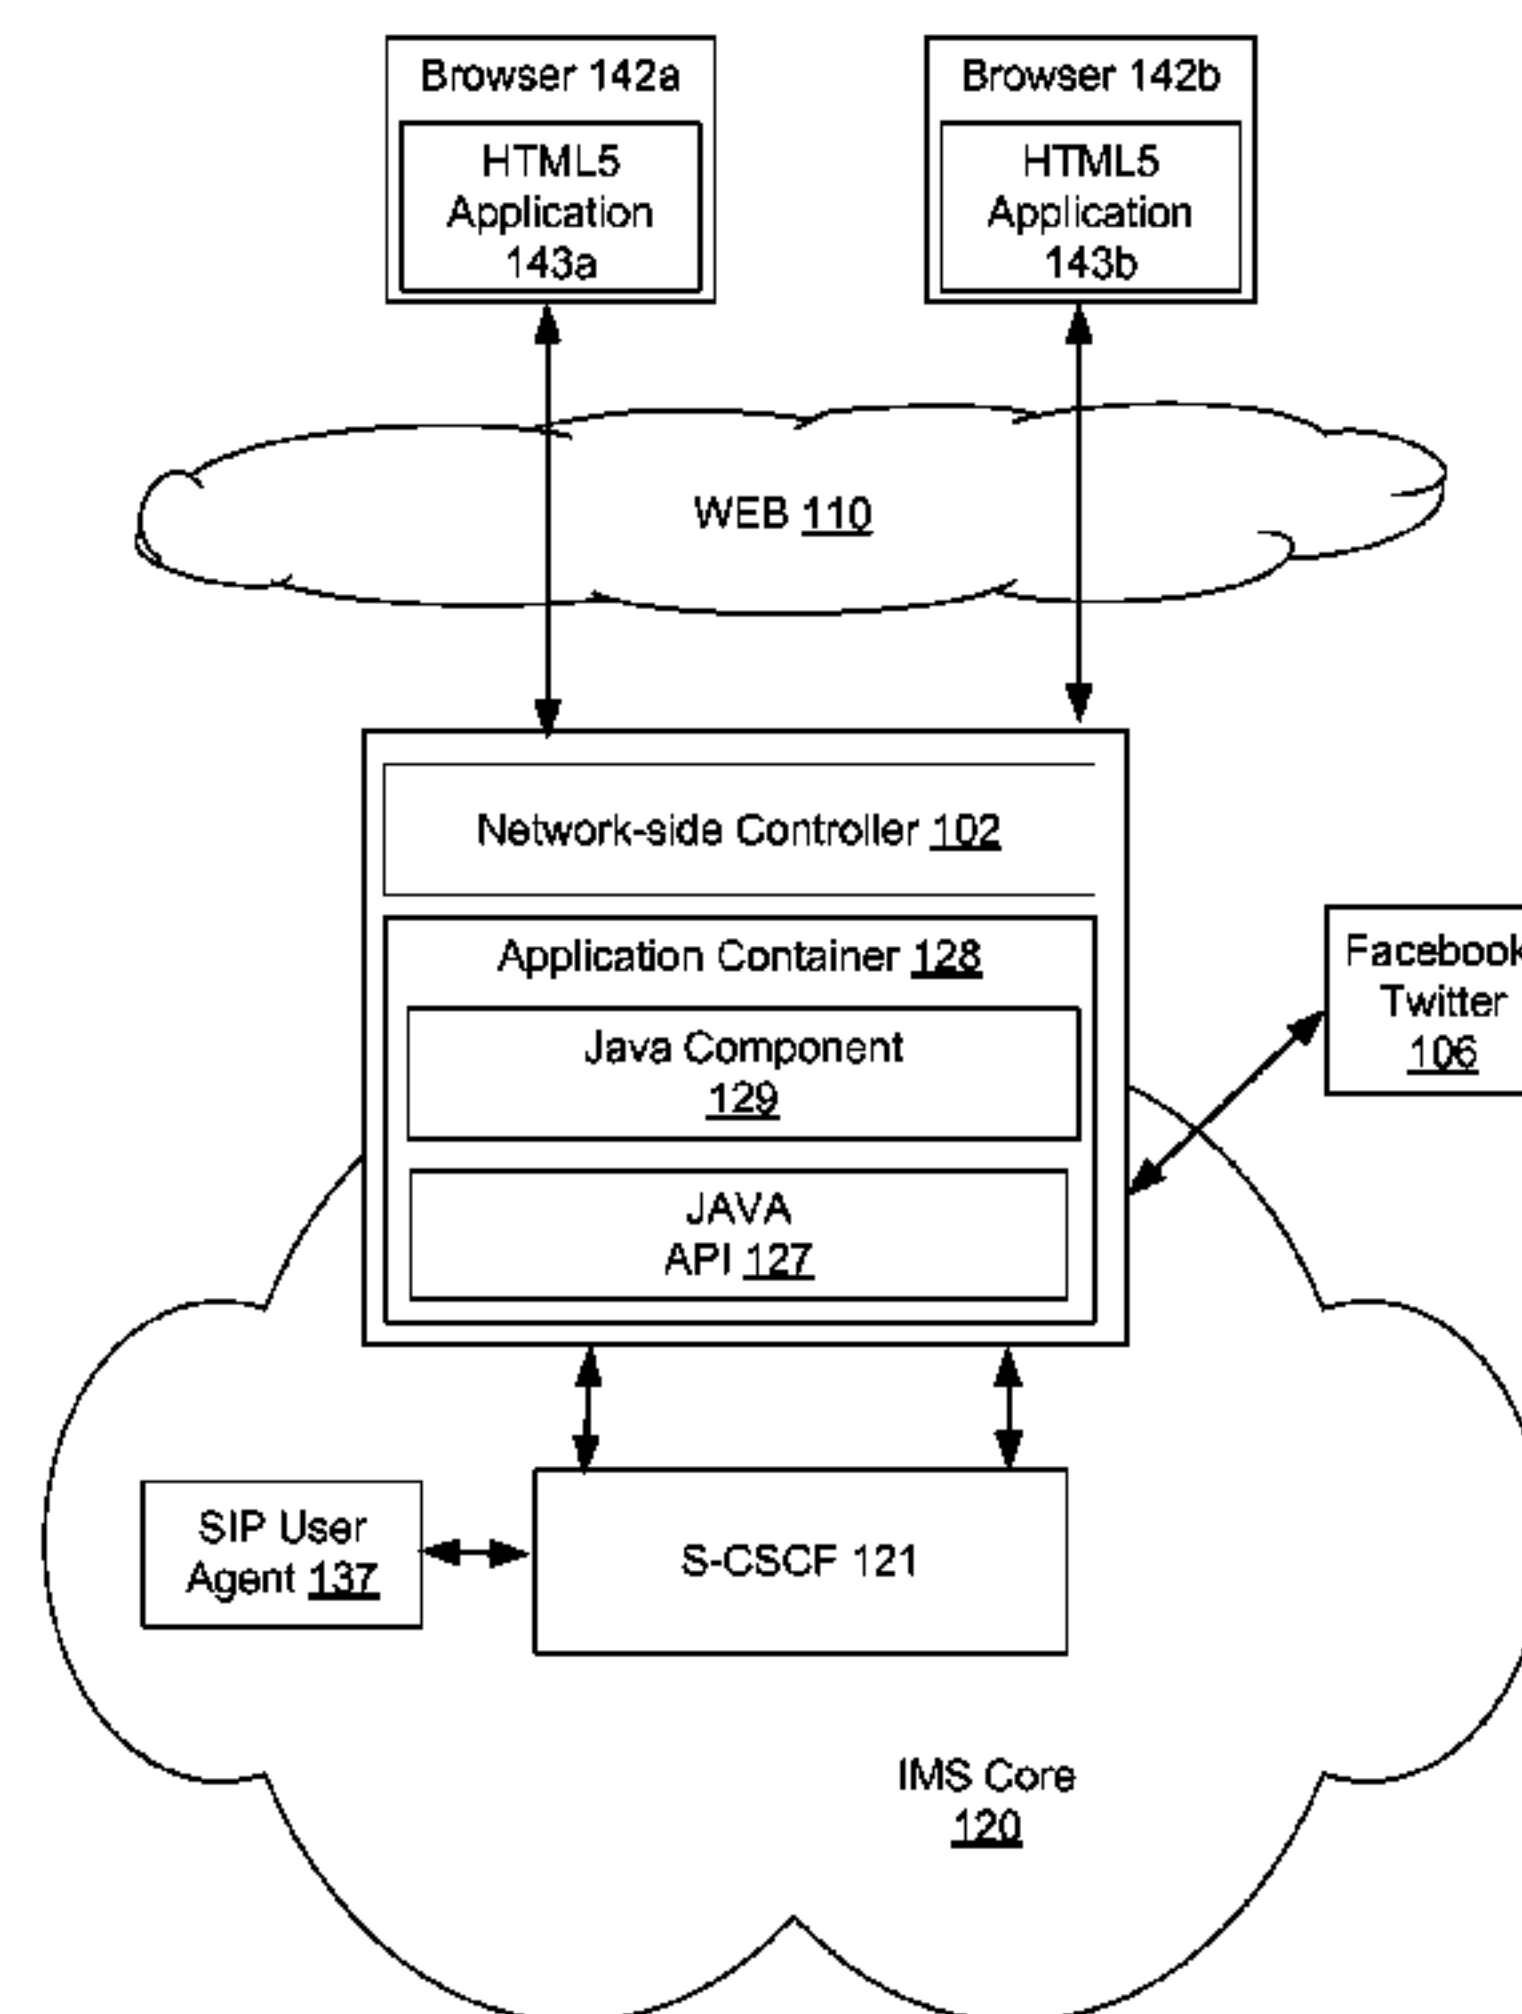 Browser 142a
HTML5
Application
143a
Browser 142b
HTML5
Application
143b
WEB 110
Network-side Controller 102
Application Container 128
Java Component
129
JAVA
API 127
Facebook
Twitter
106
SIP User
Agent 137
S-CSCF 121
IMS Core
120